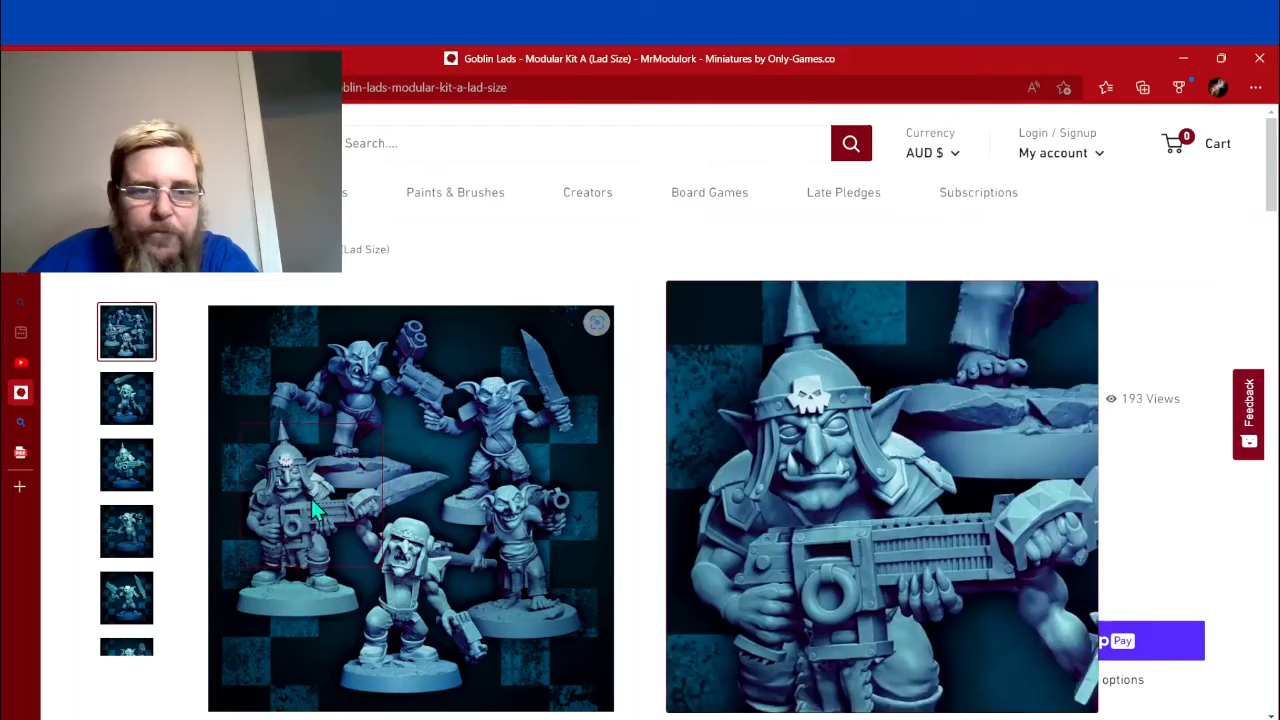 Goblin Lads - Modular Kit A (Lad Size) - MrModulork - Miniatures by Only-Games.co
oblin-lads-modular-kit-a-lad-size
Search....
Currency
AUD $
Login / Signup
My account
0
Cart
s
Paints & Brushes
Creators
Board Games
Late Pledges
Subscriptions
(Lad Size)
193 Views
Feedback
Pay
options